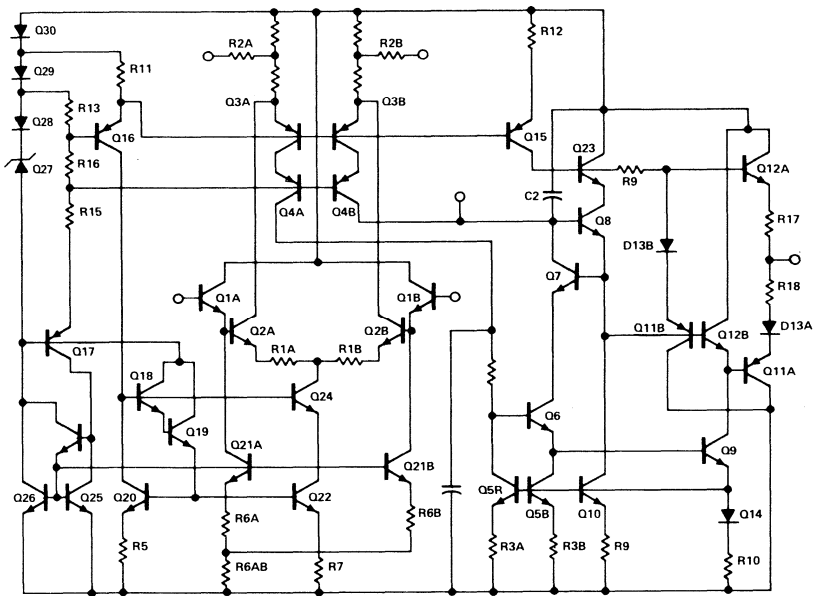 Q30
R2A
R2B
R12
Q29
R11
Q3A
Q3B
R13
Q28
Q16
Q15
Q23
Q12A
R16
Q27
R9
C2
R15
Q4A
Q4B
Q8
R17
D13B
Q7
R18
Q1A
Q1B
Q2A
Q2B
D13A
Q17
R1A
R1B
Q11B
Q12B
Q11A
Q18
Q24
Q19
Q6
Q21A
Q21B
Q9
Q26
Q25
Q20
Q22
Q5R
Q5B
Q10
Q14
R6A
R6B
R5
R6AB
R7
R3A
R3B
R9
R10